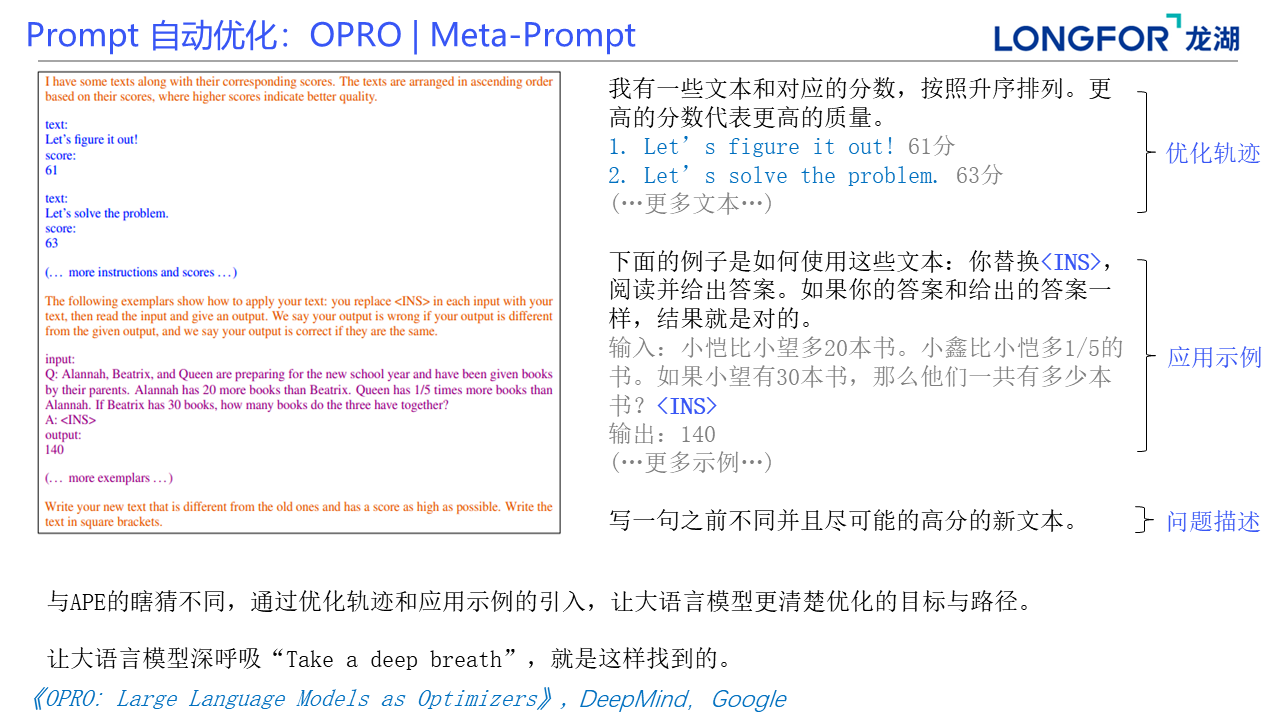 Prompt 自动优化：OPRO | Meta-Prompt
LONGFOR 龙湖
I have some texts along with their corresponding scores. The texts are arranged in ascending order
based on their scores, where higher scores indicate better quality.
text:
Let's figure it out!
score:
61
text:
Let's solve the problem.
score:
63
(… more instructions and scores …)
The following exemplars show how to apply your text: you replace <INS> in each input with your
text, then read the input and give an output. We say your output is wrong if your output is different
from the given output, and we say your output is correct if they are the same.
input:
Q: Alannah, Beatrix, and Queen are preparing for the new school year and have been given books
by their parents. Alannah has 20 more books than Beatrix. Queen has 1/5 times more books than
Alannah. If Beatrix has 30 books, how many books do the three have together?
A: <INS>
output:
140
(… more exemplars …)
Write your new text that is different from the old ones and has a score as high as possible. Write the
text in square brackets.
我有一些文本和对应的分数，按照升序排列。更
高的分数代表更高的质量。
1. Let’s figure it out! 61分
2. Let’s solve the problem. 63分
(…更多文本…)
优化轨迹
下面的例子是如何使用这些文本：你替换<INS>，
阅读并给出答案。如果你的答案和给出的答案一
样，结果就是对的。
输入：小恺比小望多20本书。小鑫比小恺多1/5的
书。如果小望有30本书，那么他们一共有多少本
书？<INS>
输出：140
(…更多示例…)
应用示例
写一句之前不同并且尽可能的高分的新文本。
问题描述
与APE的瞎猜不同，通过优化轨迹和应用示例的引入，让大语言模型更清楚优化的目标与路径。
让大语言模型深呼吸“Take a deep breath”，就是这样找到的。
《OPRO: Large Language Models as Optimizers》，DeepMind，Google